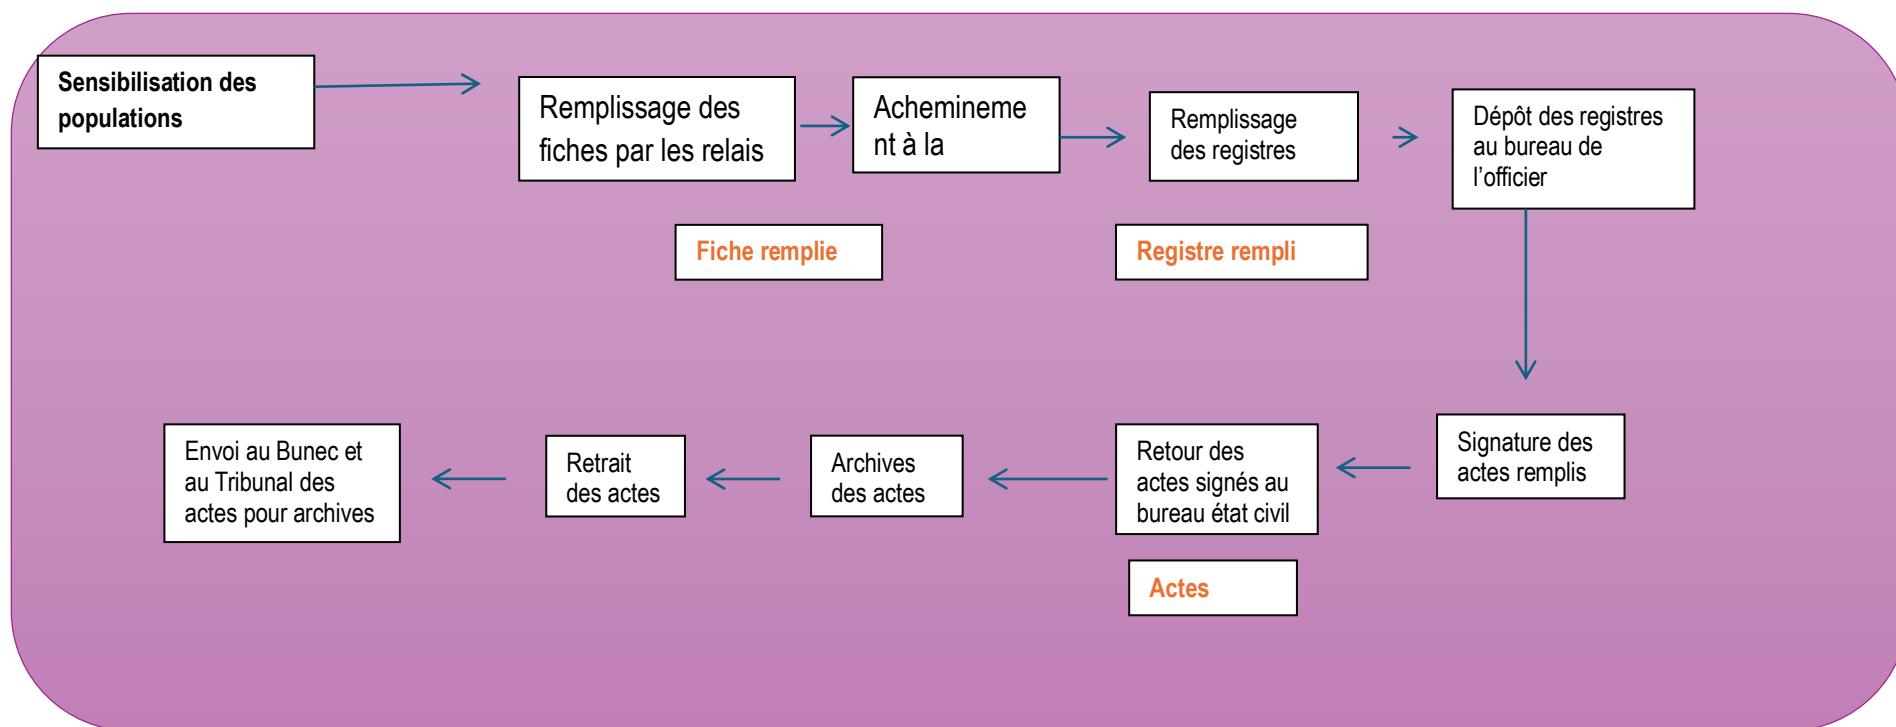 Sensibilisation des
populations
Remplissage des
fiches par les relais
Achemineme
nt à la
Remplissage
des registres
Dépôt des registres
au bureau de
l’officier
Fiche remplie
Registre rempli
Signature des
actes remplis
Retour des
actes signés au
bureau état civil
Archives
des actes
Retrait
des actes
Envoi au Bunec et
au Tribunal des
actes pour archives
Actes